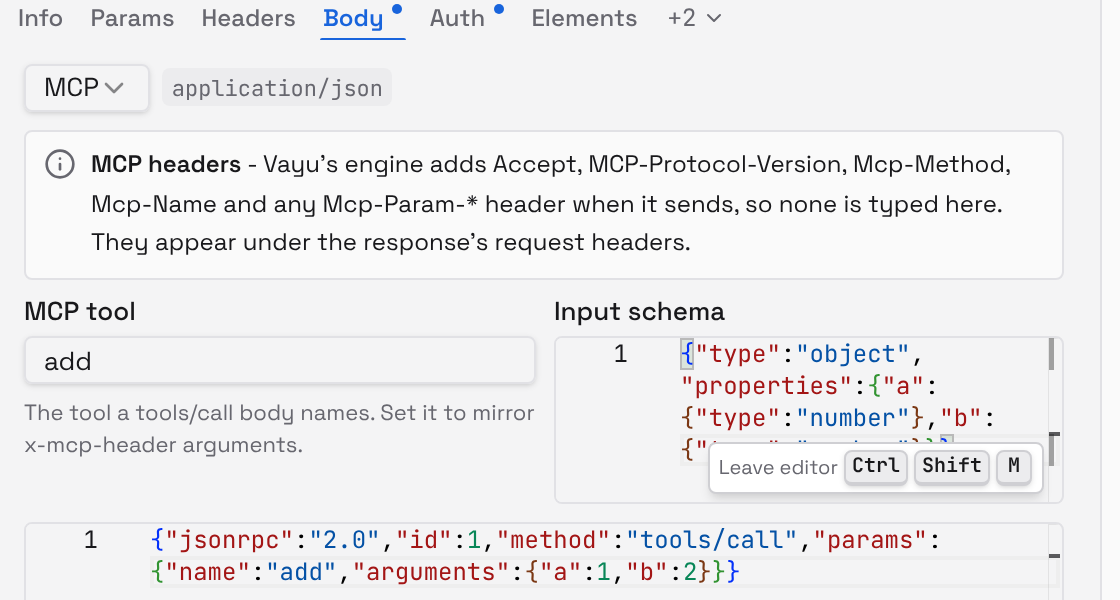 Info Params Headers Body Auth Elements +2
MCP application/json
MCP headers - Vayu's engine adds Accept, MCP-Protocol-Version, Mcp-Method,
Mcp-Name and any Mcp-Param-* header when it sends, so none is typed here.
They appear under the response's request headers.
MCP tool
add
The tool a tools/call body names. Set it to mirror
x-mcp-header arguments.
Input schema
1 {"type":"object",
"properties":{"a":
{"type":"number"},"b":
{"
Leave editor Ctrl Shift M
1 {"jsonrpc":"2.0","id":1,"method":"tools/call","params":
{"name":"add","arguments":{"a":1,"b":2}}}